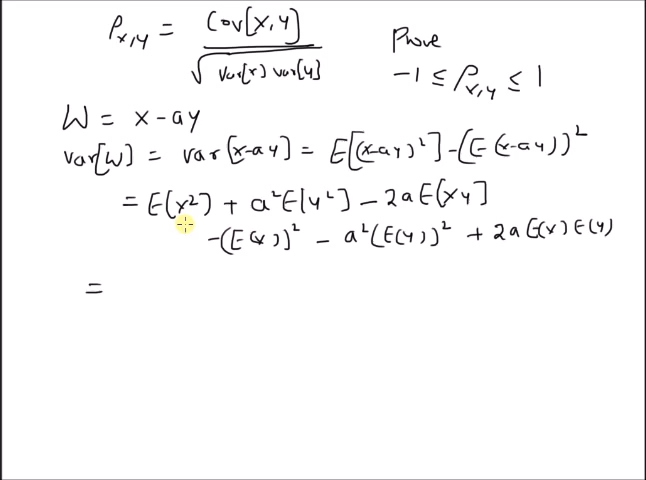 ρx,y = Cov[x,y] / √var[x] var[y]
Prove
-1 ≤ ρx,y ≤ 1
W = x-ay
var[W] = var[x-ay] = E[(x-ay)²] -(E(x-ay))²
= E(x²) + a²E[y²] - 2aE[xy]
-(E(x))² - a²(E(y))² + 2a E(x) E(y)
=